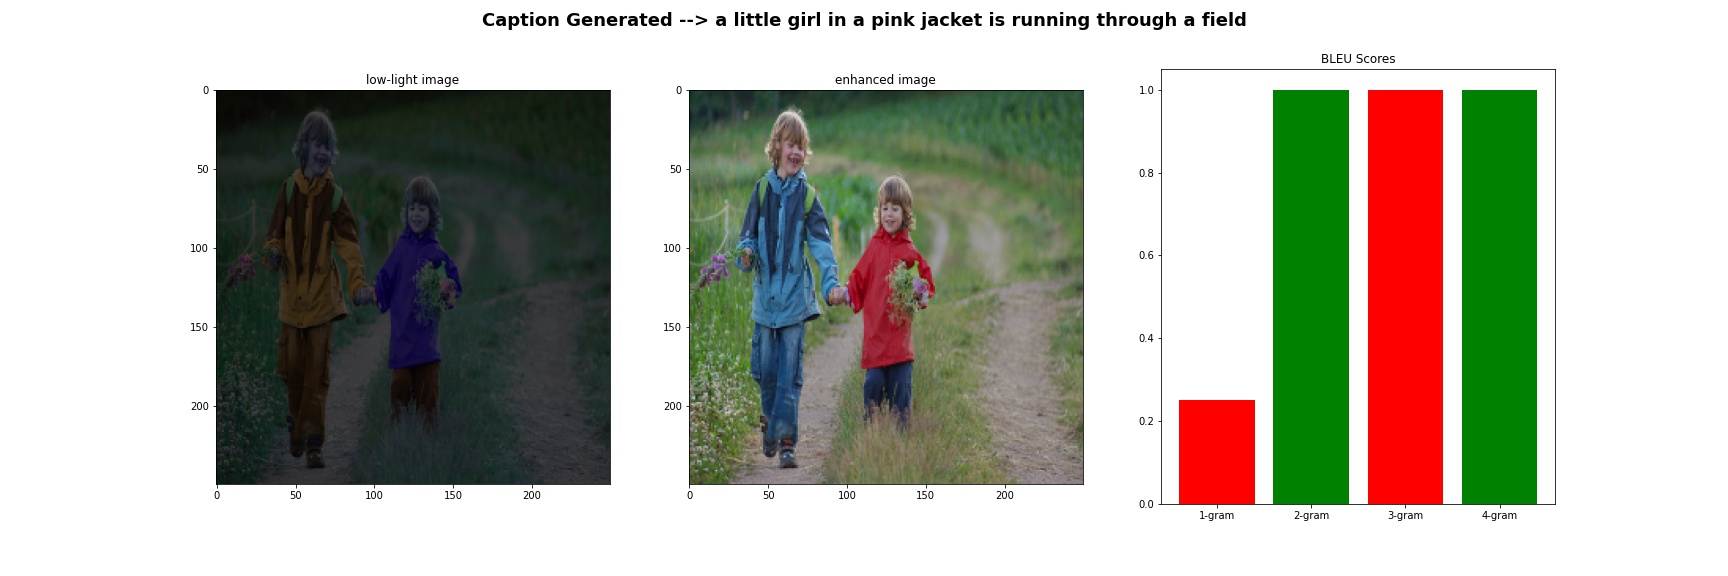 Caption Generated --> a little girl in a pink jacket is running through a field
low-light image
0
50
100
150
200
0 50 100 150 200
enhanced image
0
50
100
150
200
0 50 100 150 200
BLEU Scores
1.0
0.8
0.6
0.4
0.2
0.0
1-gram 2-gram 3-gram 4-gram